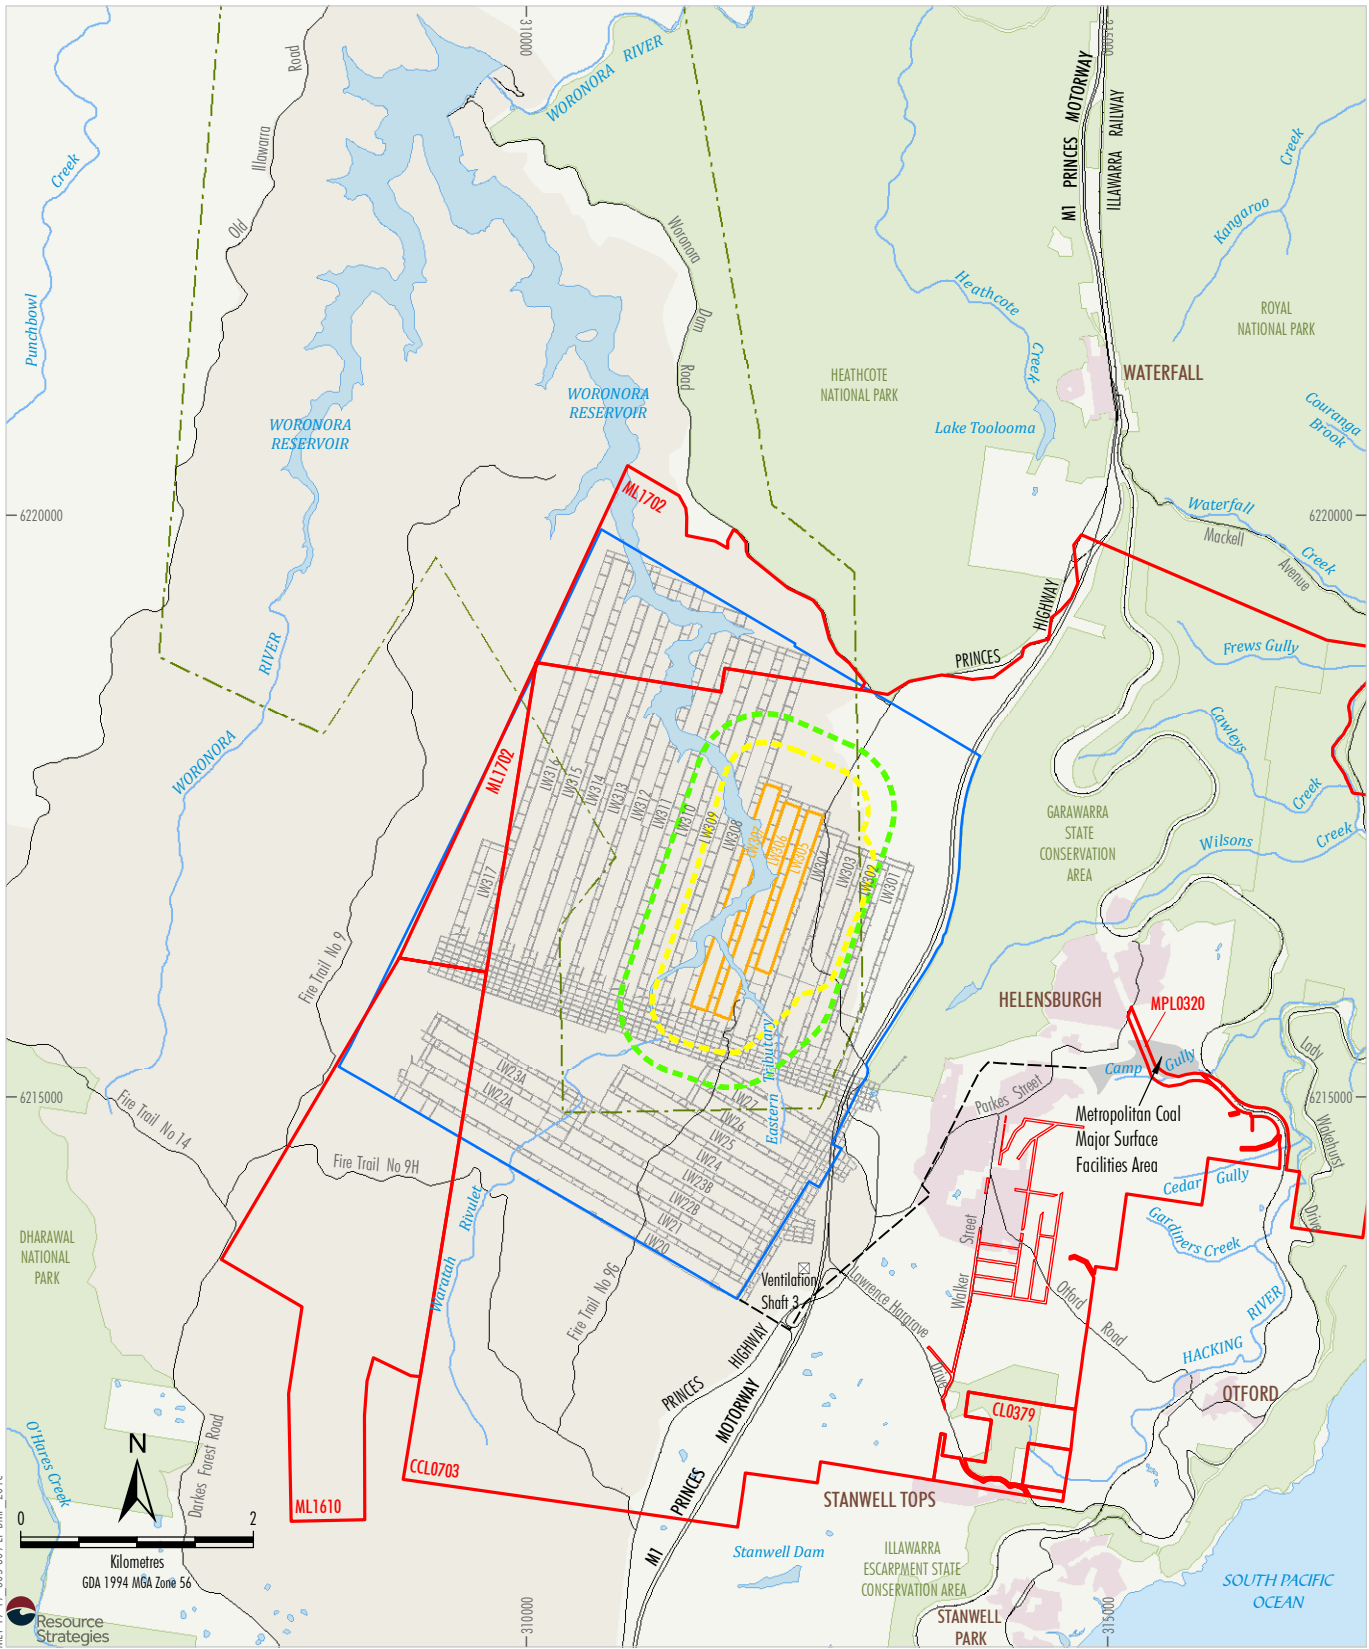 310000
315000
WORONORA RIVER
Old Illawarra Road
Creek
Punchbowl
M1 PRINCES MOTORWAY
ILLAWARRA RAILWAY
Kangaroo Creek
Woronora Dam Road
Heathcote Creek
ROYAL
NATIONAL PARK
HEATHCOTE
NATIONAL PARK
WATERFALL
WORONORA
RESERVOIR
WORONORA
RESERVOIR
Lake Toolooma
Couranga
Brook
ML1702
6220000
6220000
Waterfall Creek
Mackell Avenue
HIGHWAY
PRINCES
Frews Gully
WORONORA RIVER
Cawleys Creek
ML1702
LW316
LW315
LW314
LW313
LW312
LW311
LW310
LW309
LW308
LW307
LW306
LW305
LW304
LW303
LW302
LW301
LW317
GARAWARRA
STATE
CONSERVATION
AREA
Wilsons Creek
Fire Trail No 9
HELENSBURGH
MPL0320
Camp Gully
Lady Wakehurst Drive
Parkes Street
6215000
6215000
Fire Trail No 14
LW23A
LW22A
LW27
LW26
LW25
LW24
LW23B
LW22B
LW21
LW20
Eastern Tributary
Metropolitan Coal
Major Surface
Facilities Area
Fire Trail No 9H
Cedar Gully
Gardiners Creek
Waratah Rivulet
DHARAWAL
NATIONAL
PARK
Ventilation
Shaft 3
Fire Trail No 9G
Lawrence Hargrave Drive
Walker Street
Otford Road
HACKING RIVER
PRINCES HIGHWAY
OTFORD
CL0379
M1 PRINCES MOTORWAY
O'Hares Creek
Darkes Forest Road
N
CCL0703
ML1610
STANWELL TOPS
0 2
Kilometres
GDA 1994 MGA Zone 56
Stanwell Dam
ILLAWARRA
ESCARPMENT STATE
CONSERVATION AREA
SOUTH PACIFIC
OCEAN
STANWELL
PARK
Resource
Strategies
310000
315000